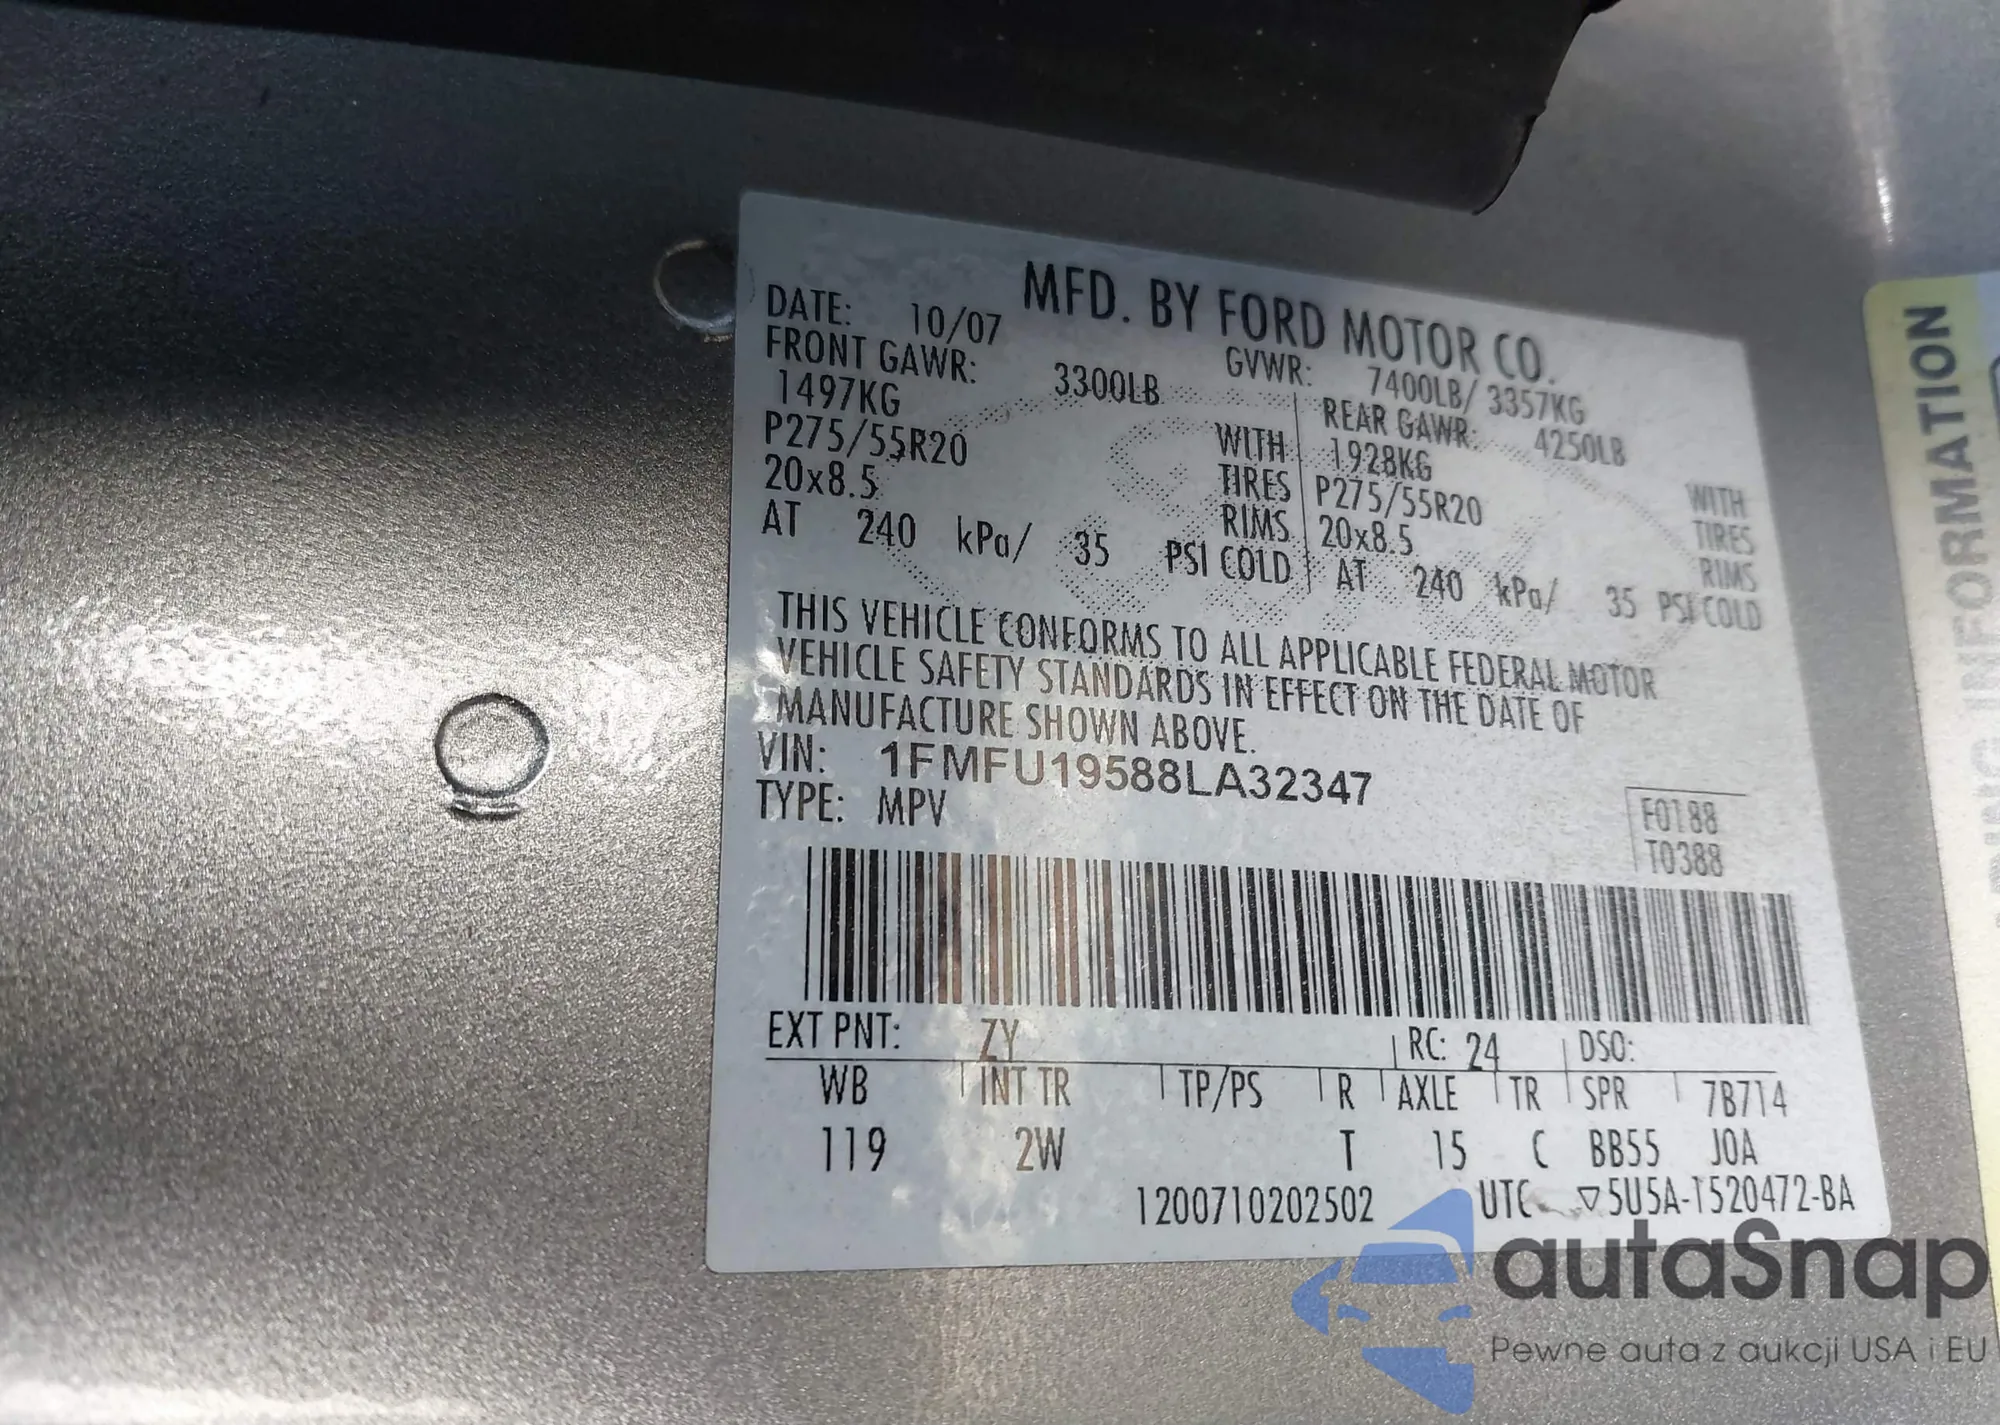 MFD. BY FORD MOTOR CO.
DATE: 10/07 GVWR: 7400LB/ 3357KG
FRONT GAWR: 3300LB REAR GAWR: 4250LB
1497KG WITH 1928KG WITH
P275/55R20 TIRES P275/55R20 TIRES
20x8.5 RIMS 20x8.5 RIMS
AT 240 kPa/ 35 PSI COLD AT 240 kPa/ 35 PSI COLD
THIS VEHICLE CONFORMS TO ALL APPLICABLE FEDERAL MOTOR
VEHICLE SAFETY STANDARDS IN EFFECT ON THE DATE OF
MANUFACTURE SHOWN ABOVE.
VIN: 1FMFU19588LA32347
TYPE: MPV
F0188
T0388
EXT PNT: ZY RC: 24 DSO:
WB INT TR TP/PS R AXLE TR SPR 7B714
119 2W T 15 C BB55 JOA
1200710202502 UTC ▽5U5A-1520472-BA
INFORMATION
autaSnap
Pewne auta z aukcji USA i EU